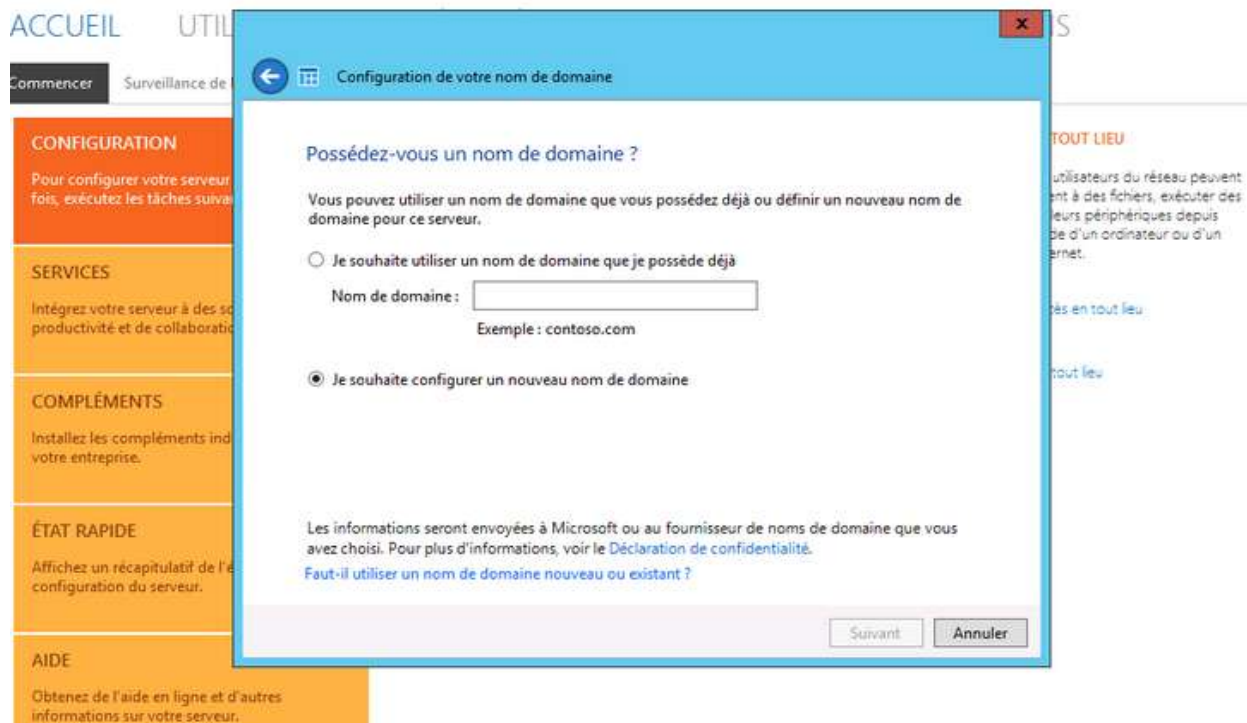 ACCUEIL UTIL
IS
Commencer Surveillance de
CONFIGURATION
Pour configurer votre serveur
fois, exécutez les tâches
SERVICES
Intégrez votre serveur à des
productivité et de
COMPLÉMENTS
Installez les compléments
votre entreprise.
ÉTAT RAPIDE
Affichez un récapitulatif de
configuration du serveur.
AIDE
Obtenez de l'aide en ligne et d'autres
informations sur votre serveur.
x
Configuration de votre nom de domaine
Possédez-vous un nom de domaine ?
Vous pouvez utiliser un nom de domaine que vous possédez déjà ou définir un nouveau nom de
domaine pour ce serveur.
Je souhaite utiliser un nom de domaine que je possède déjà
Nom de domaine :
Exemple : contoso.com
Je souhaite configurer un nouveau nom de domaine
Les informations seront envoyées à Microsoft ou au fournisseur de noms de domaine que vous
avez choisi. Pour plus d'informations, voir le Déclaration de confidentialité.
Faut-il utiliser un nom de domaine nouveau ou existant ?
Suivant Annuler
TOUT LIEU
utilisateurs du réseau peuvent
ent à des fichiers, exécuter des
leurs périphériques depuis
de d'un ordinateur ou d'un
ernet.
tés en tout lieu
tout lieu